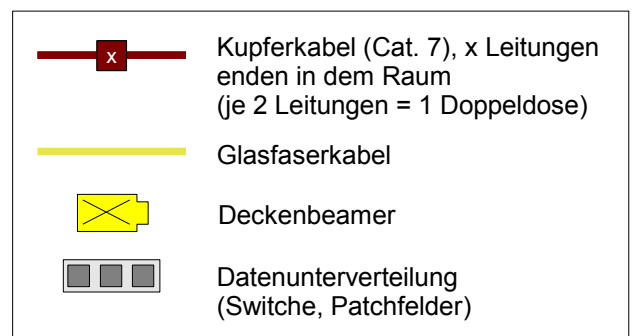 x
Kupferkabel (Cat. 7), x Leitungen
enden in dem Raum
(je 2 Leitungen = 1 Doppeldose)
Glasfaserkabel
Deckenbeamer
Datenunterverteilung
(Switche, Patchfelder)